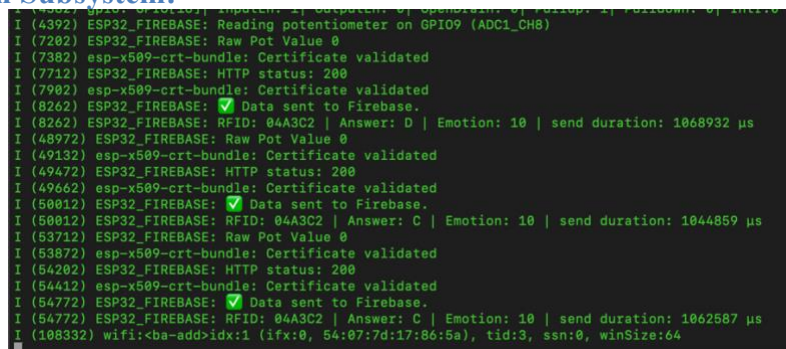 Subsystem:
I (4392) ESP32_FIREBASE: Reading potentiometer on GPIO9 (ADC1_CH8)
I (7202) ESP32_FIREBASE: Raw Pot Value 0
I (7382) esp-x509-crt-bundle: Certificate validated
I (7712) ESP32_FIREBASE: HTTP status: 200
I (7902) esp-x509-crt-bundle: Certificate validated
I (8262) ESP32_FIREBASE: ✅ Data sent to Firebase.
I (8262) ESP32_FIREBASE: RFID: 04A3C2 | Answer: D | Emotion: 10 | send duration: 1068932 μs
I (48972) ESP32_FIREBASE: Raw Pot Value 0
I (49132) esp-x509-crt-bundle: Certificate validated
I (49472) ESP32_FIREBASE: HTTP status: 200
I (49662) esp-x509-crt-bundle: Certificate validated
I (50012) ESP32_FIREBASE: ✅ Data sent to Firebase.
I (50012) ESP32_FIREBASE: RFID: 04A3C2 | Answer: C | Emotion: 10 | send duration: 1044859 μs
I (53712) ESP32_FIREBASE: Raw Pot Value 0
I (53872) esp-x509-crt-bundle: Certificate validated
I (54202) ESP32_FIREBASE: HTTP status: 200
I (54412) esp-x509-crt-bundle: Certificate validated
I (54772) ESP32_FIREBASE: ✅ Data sent to Firebase.
I (54772) ESP32_FIREBASE: RFID: 04A3C2 | Answer: C | Emotion: 10 | send duration: 1062587 μs
I (108332) wifi:<ba-add>idx:1 (ifx:0, 54:07:7d:17:86:5a), tid:3, ssn:0, winSize:64